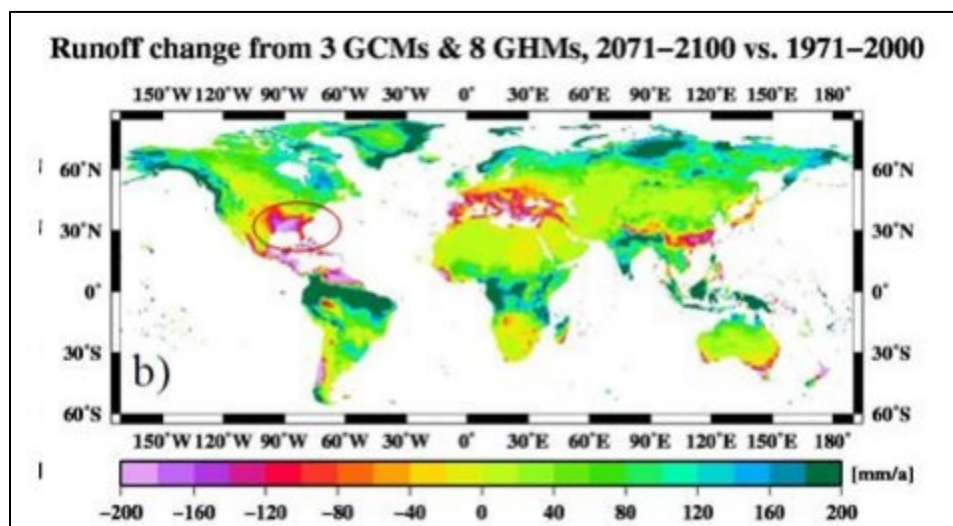 Runoff change from 3 GCMs & 8 GHMs, 2071–2100 vs. 1971–2000
150˚W 120˚W 90˚W 60˚W 30˚W 0˚ 30˚E 60˚E 90˚E 120˚E 150˚E 180˚
60˚N 60˚N
30˚N 30˚N
0˚ 0˚
30˚S 30˚S
b)
60˚S 60˚S
150˚W 120˚W 90˚W 60˚W 30˚W 0˚ 30˚E 60˚E 90˚E 120˚E 150˚E 180˚
[mm/a]
−200 −160 −120 −80 −40 0 40 80 120 160 200